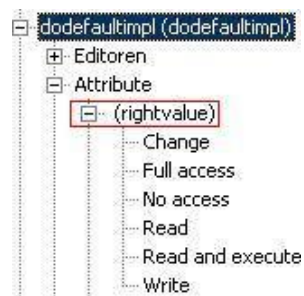 dodefaultimpl (dodefaultimpl)
Editoren
Attribute
(rightvalue)
Change
Full access
No access
Read
Read and execute
Write